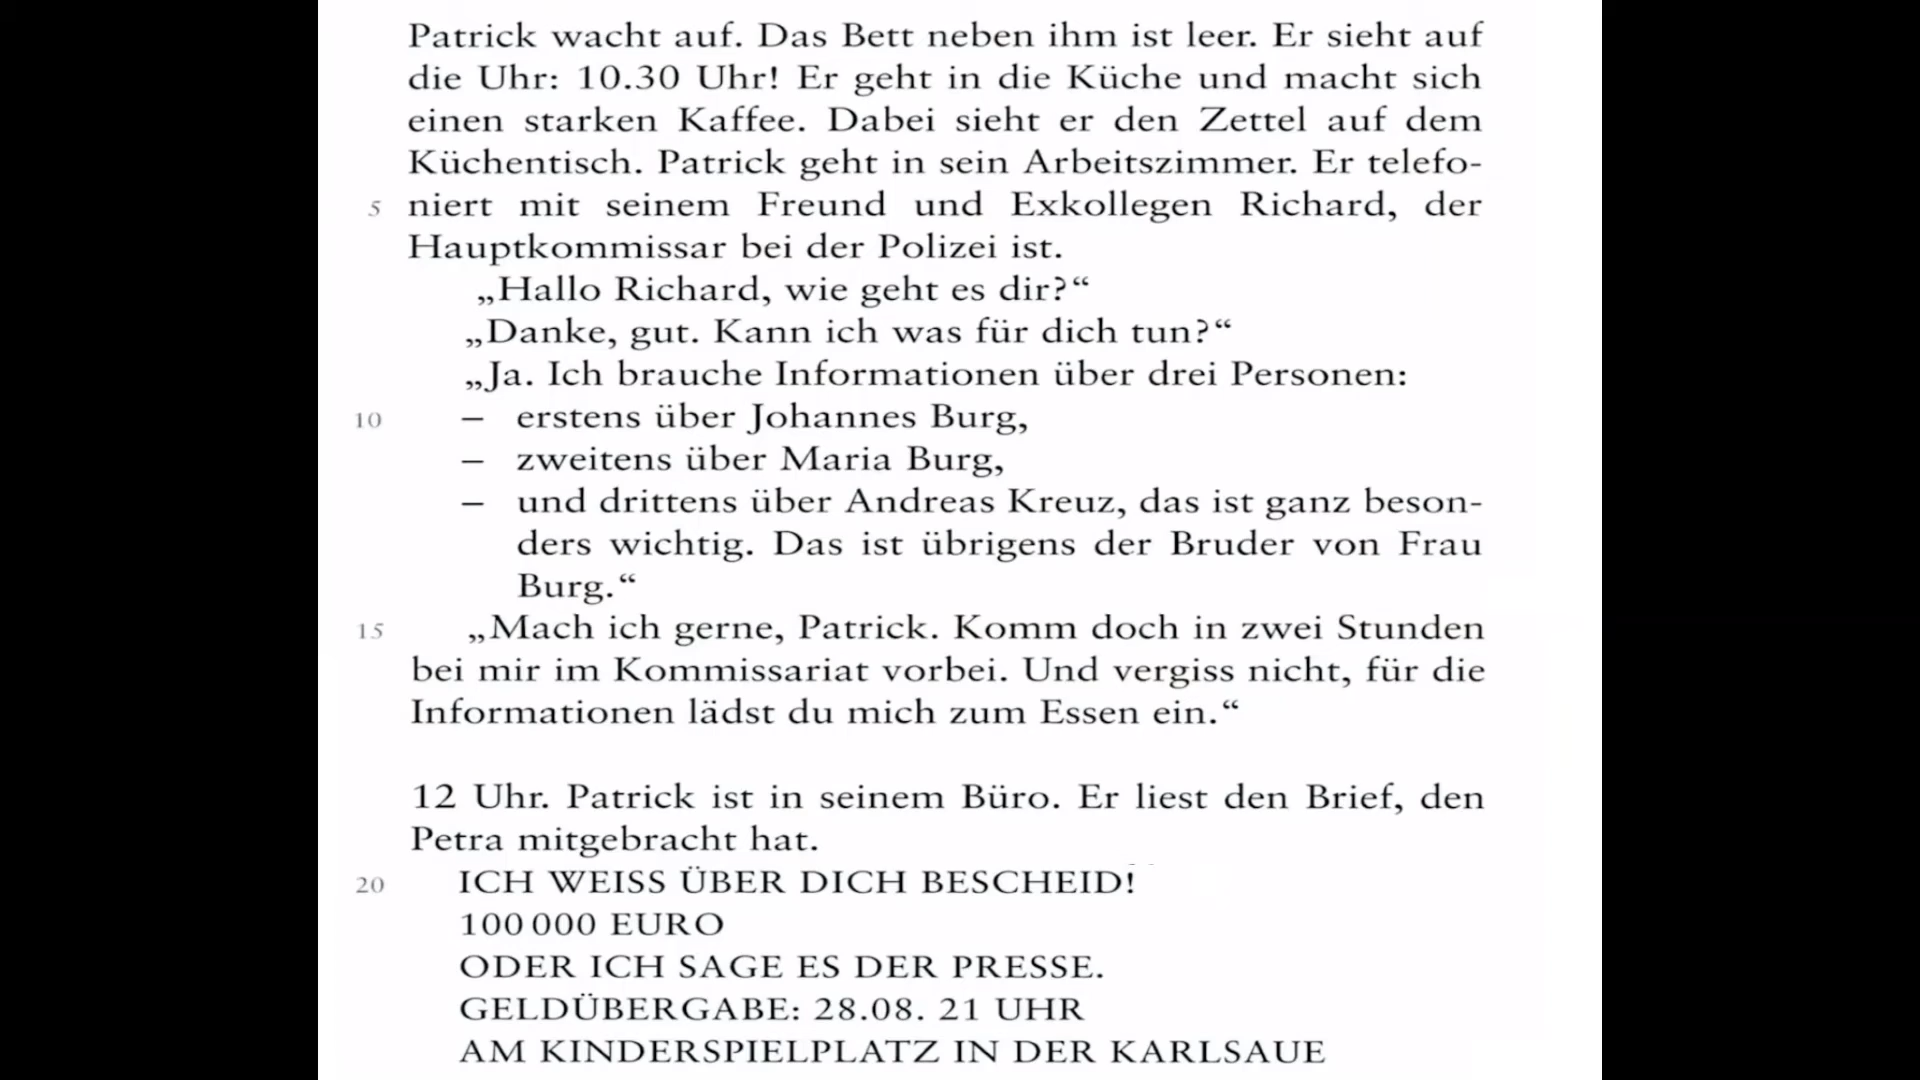 Patrick wacht auf. Das Bett neben ihm ist leer. Er sieht auf
die Uhr: 10.30 Uhr! Er geht in die Küche und macht sich
einen starken Kaffee. Dabei sieht er den Zettel auf dem
Küchentisch. Patrick geht in sein Arbeitszimmer. Er telefo-
5 niert mit seinem Freund und Exkollegen Richard, der
Hauptkommissar bei der Polizei ist.
„Hallo Richard, wie geht es dir?“
„Danke, gut. Kann ich was für dich tun?“
„Ja. Ich brauche Informationen über drei Personen:
10 – erstens über Johannes Burg,
– zweitens über Maria Burg,
– und drittens über Andreas Kreuz, das ist ganz beson-
ders wichtig. Das ist übrigens der Bruder von Frau
Burg.“
15 „Mach ich gerne, Patrick. Komm doch in zwei Stunden
bei mir im Kommissariat vorbei. Und vergiss nicht, für die
Informationen lädst du mich zum Essen ein.“
12 Uhr. Patrick ist in seinem Büro. Er liest den Brief, den
Petra mitgebracht hat.
20 ICH WEISS ÜBER DICH BESCHEID!
100 000 EURO
ODER ICH SAGE ES DER PRESSE.
GELDÜBERGABE: 28.08. 21 UHR
AM KINDERSPIELPLATZ IN DER KARLSAUE